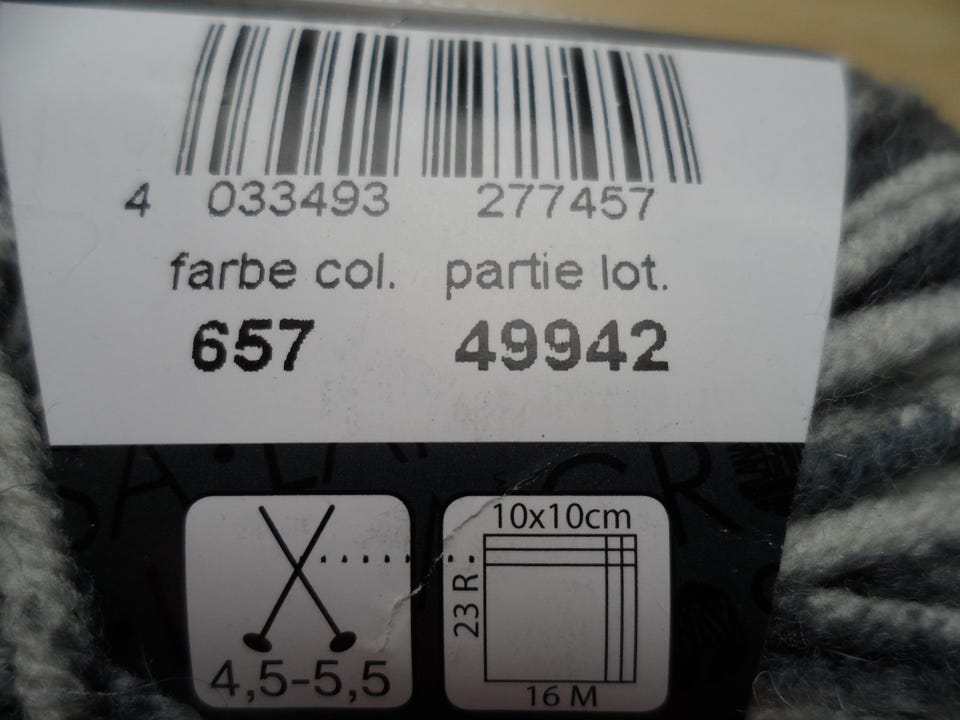 4 033493 277457
farbe col. partie lot.
657 49942
10x10cm
23 R
4,5-5,5
16 M